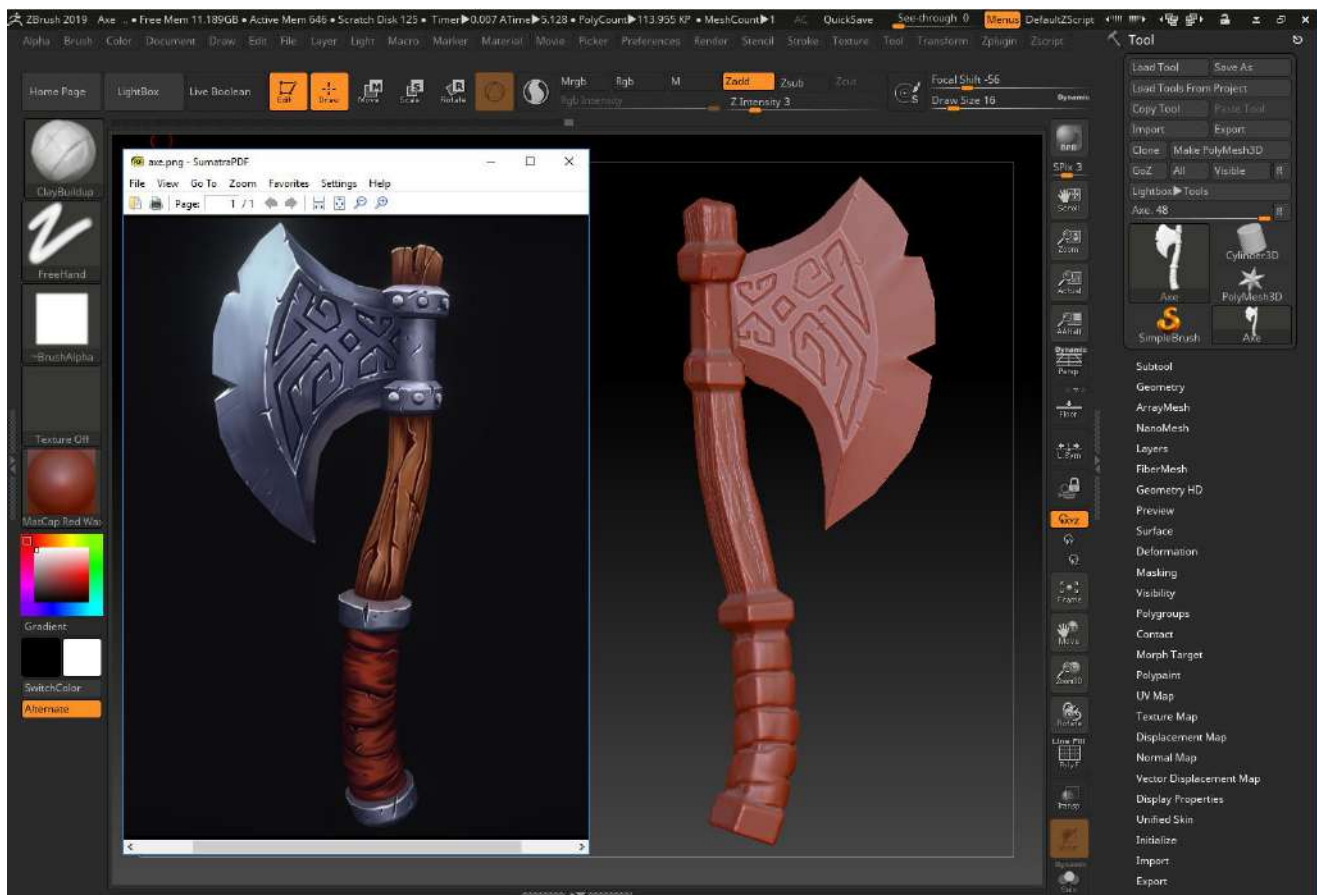 ZBrush 2019 Axe ... • Free Mem 11.189GB • Active Mem 646 • Scratch Disk 125 • Timer▶0.007 ATime▶5.128 • PolyCount▶113.955 KP • MeshCount▶1 AC QuickSave See-through 0 Menus DefaultZScript
Alpha Brush Color Document Draw Edit File Layer Light Macro Marker Material Movie Picker Preferences Render Stencil Stroke Texture Tool Transform Zplugin Zscript
Home Page LightBox Live Boolean Edit Draw Move Scale Rotate
Mrgb Rgb M Zadd Zsub Zcut
Rgb Intensity Z Intensity 3
Focal Shift -56
Draw Size 16 Dynamic
ClayBuildup
FreeHand
~BrushAlpha
Texture Off
MatCap Red Wax
Gradient
SwitchColor
Alternate
axe.png - SumatraPDF
File View Go To Zoom Favorites Settings Help
Page: 1 / 1
BPR
SPix 3
Scroll
Zoom
Actual
AAHalf
Dynamic
Persp
Floor
L.Sym
Gxyz
Frame
Move
Zoom3D
Rotate
Line Fill
PolyF
Transp
Dynamic
Solo
Tool
Load Tool Save As
Load Tools From Project
Copy Tool Paste Tool
Import Export
Clone Make PolyMesh3D
GoZ All Visible R
Lightbox▶Tools
Axe. 48 R
Axe Cylinder3D
PolyMesh3D
SimpleBrush Axe
Subtool
Geometry
ArrayMesh
NanoMesh
Layers
FiberMesh
Geometry HD
Preview
Surface
Deformation
Masking
Visibility
Polygroups
Contact
Morph Target
Polypaint
UV Map
Texture Map
Displacement Map
Normal Map
Vector Displacement Map
Display Properties
Unified Skin
Initialize
Import
Export